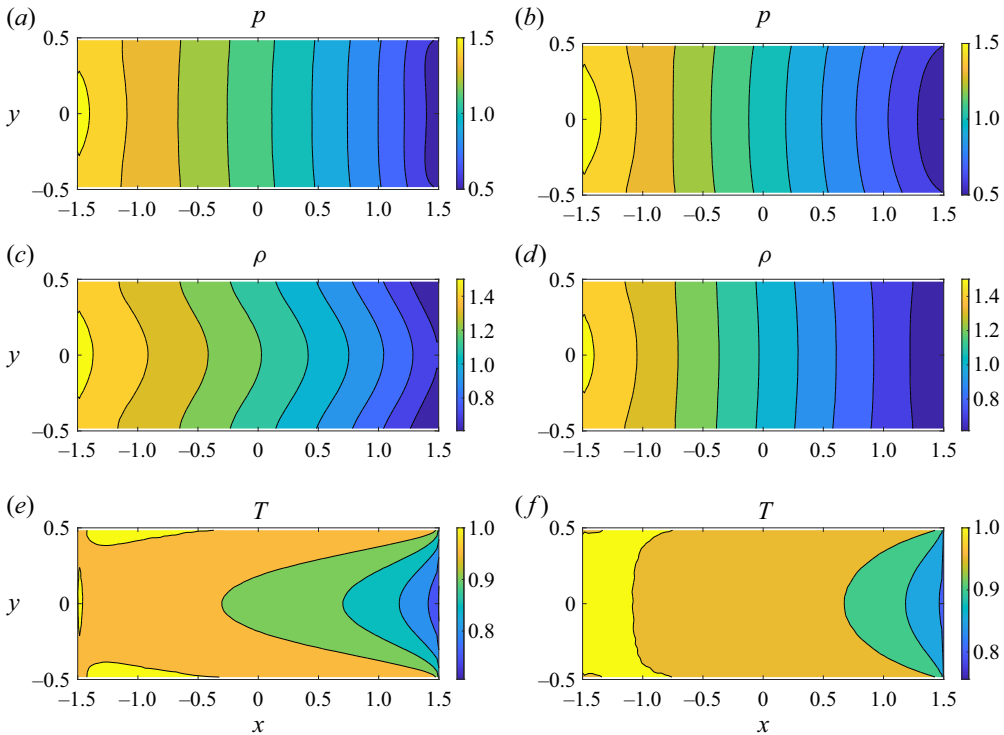 (a) p (b) p
0.5 1.5 0.5 1.5
y 0 1.0 0 1.0
–0.5 0.5 –0.5 0.5
–1.5 –1.0 –0.5 0 0.5 1.0 1.5 –1.5 –1.0 –0.5 0 0.5 1.0 1.5
(c) ρ (d) ρ
0.5 1.4 0.5 1.4
1.2 1.2
y 0 1.0 0 1.0
0.8 0.8
–0.5 –0.5
–1.5 –1.0 –0.5 0 0.5 1.0 1.5 –1.5 –1.0 –0.5 0 0.5 1.0 1.5
(e) T (f) T
0.5 1.0 0.5 1.0
0.9 0.9
y 0 0
0.8 0.8
–0.5 –0.5
–1.5 –1.0 –0.5 0 0.5 1.0 1.5 –1.5 –1.0 –0.5 0 0.5 1.0 1.5
x x